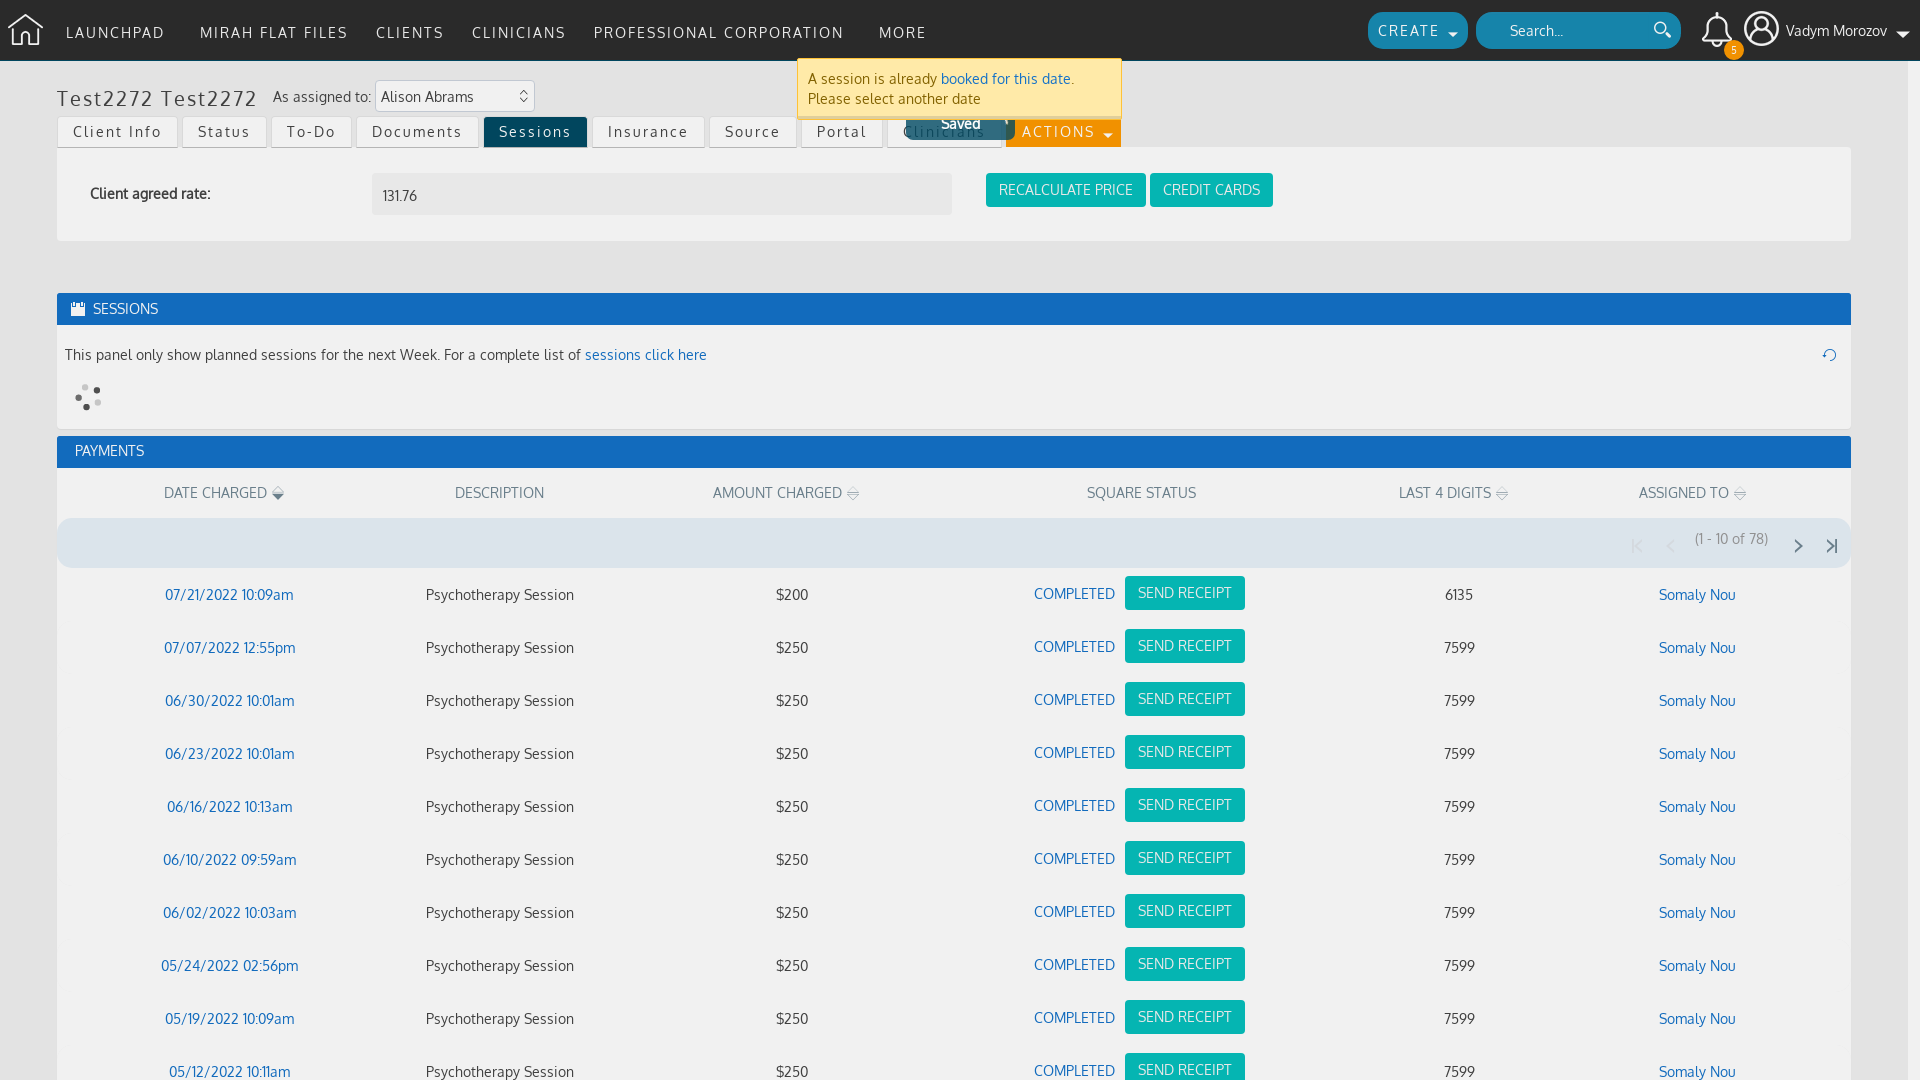 LAUNCHPAD MIRAH FLAT FILES CLIENTS CLINICIANS PROFESSIONAL CORPORATION MORE CREATE Search... 5 Vadym Morozov
A session is already booked for this date.
Please select another date
Saved
Test2272 Test2272 As assigned to: Alison Abrams
Client Info Status To-Do Documents Sessions Insurance Source Portal Clinicians ACTIONS
Client agreed rate: 131.76 RECALCULATE PRICE CREDIT CARDS
SESSIONS
This panel only show planned sessions for the next Week. For a complete list of sessions click here
PAYMENTS
DATE CHARGED DESCRIPTION AMOUNT CHARGED SQUARE STATUS LAST 4 DIGITS ASSIGNED TO
(1 - 10 of 78)
07/21/2022 10:09am Psychotherapy Session $200 COMPLETED SEND RECEIPT 6135 Somaly Nou
07/07/2022 12:55pm Psychotherapy Session $250 COMPLETED SEND RECEIPT 7599 Somaly Nou
06/30/2022 10:01am Psychotherapy Session $250 COMPLETED SEND RECEIPT 7599 Somaly Nou
06/23/2022 10:01am Psychotherapy Session $250 COMPLETED SEND RECEIPT 7599 Somaly Nou
06/16/2022 10:13am Psychotherapy Session $250 COMPLETED SEND RECEIPT 7599 Somaly Nou
06/10/2022 09:59am Psychotherapy Session $250 COMPLETED SEND RECEIPT 7599 Somaly Nou
06/02/2022 10:03am Psychotherapy Session $250 COMPLETED SEND RECEIPT 7599 Somaly Nou
05/24/2022 02:56pm Psychotherapy Session $250 COMPLETED SEND RECEIPT 7599 Somaly Nou
05/19/2022 10:09am Psychotherapy Session $250 COMPLETED SEND RECEIPT 7599 Somaly Nou
05/12/2022 10:11am Psychotherapy Session $250 COMPLETED SEND RECEIPT 7599 Somaly Nou